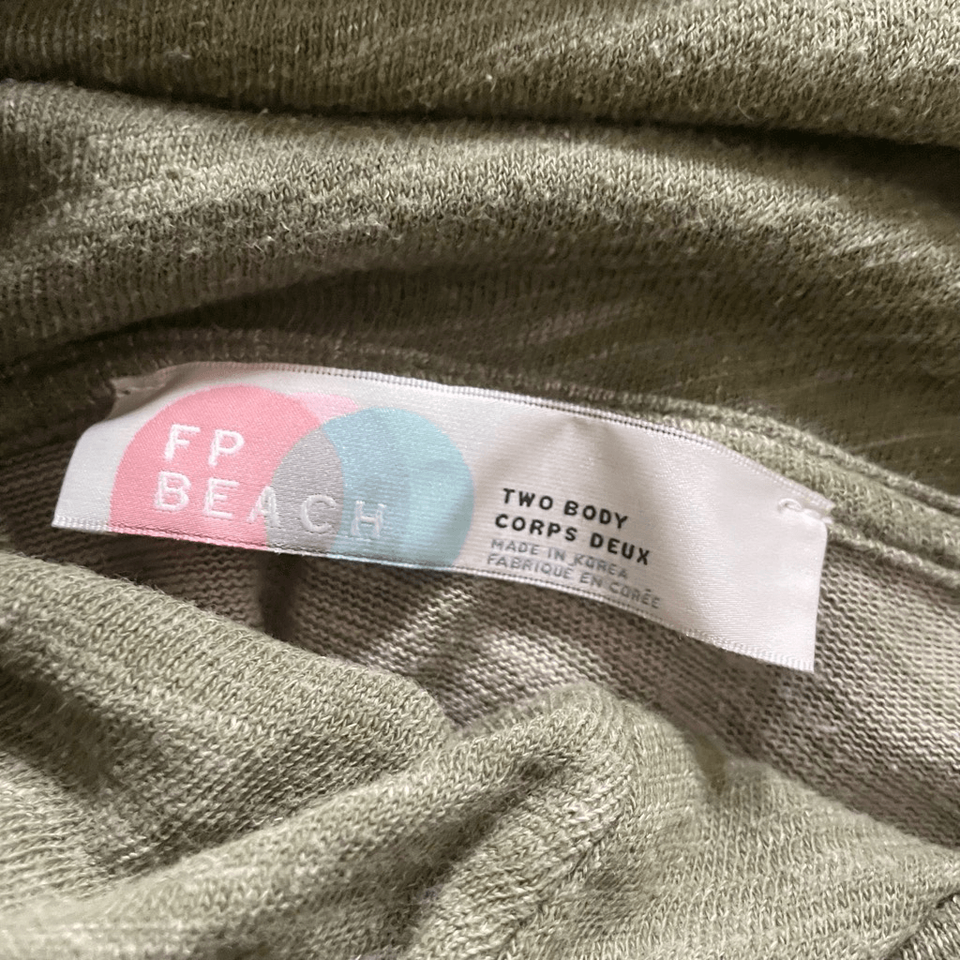 FP
BEACH
TWO BODY
CORPS DEUX
MADE IN KOREA
FABRIQUÉ EN CORÉE